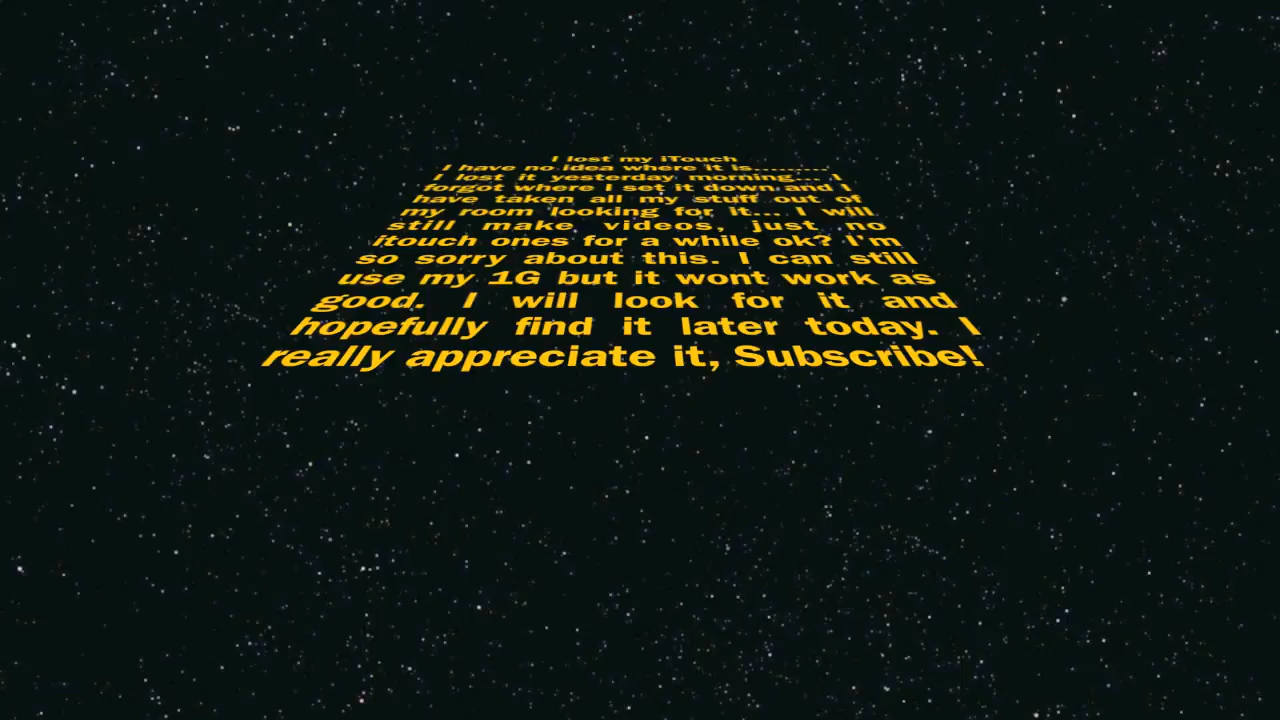 I lost my iTouch
I have no idea where it is..........
I lost it yesterday morning... I
forgot where I set it down and I
have taken all my stuff out of
my room looking for it... I will
still make videos, just no
itouch ones for a while ok? I'm
so sorry about this. I can still
use my 1G but it wont work as
good. I will look for it and
hopefully find it later today. I
really appreciate it, Subscribe!